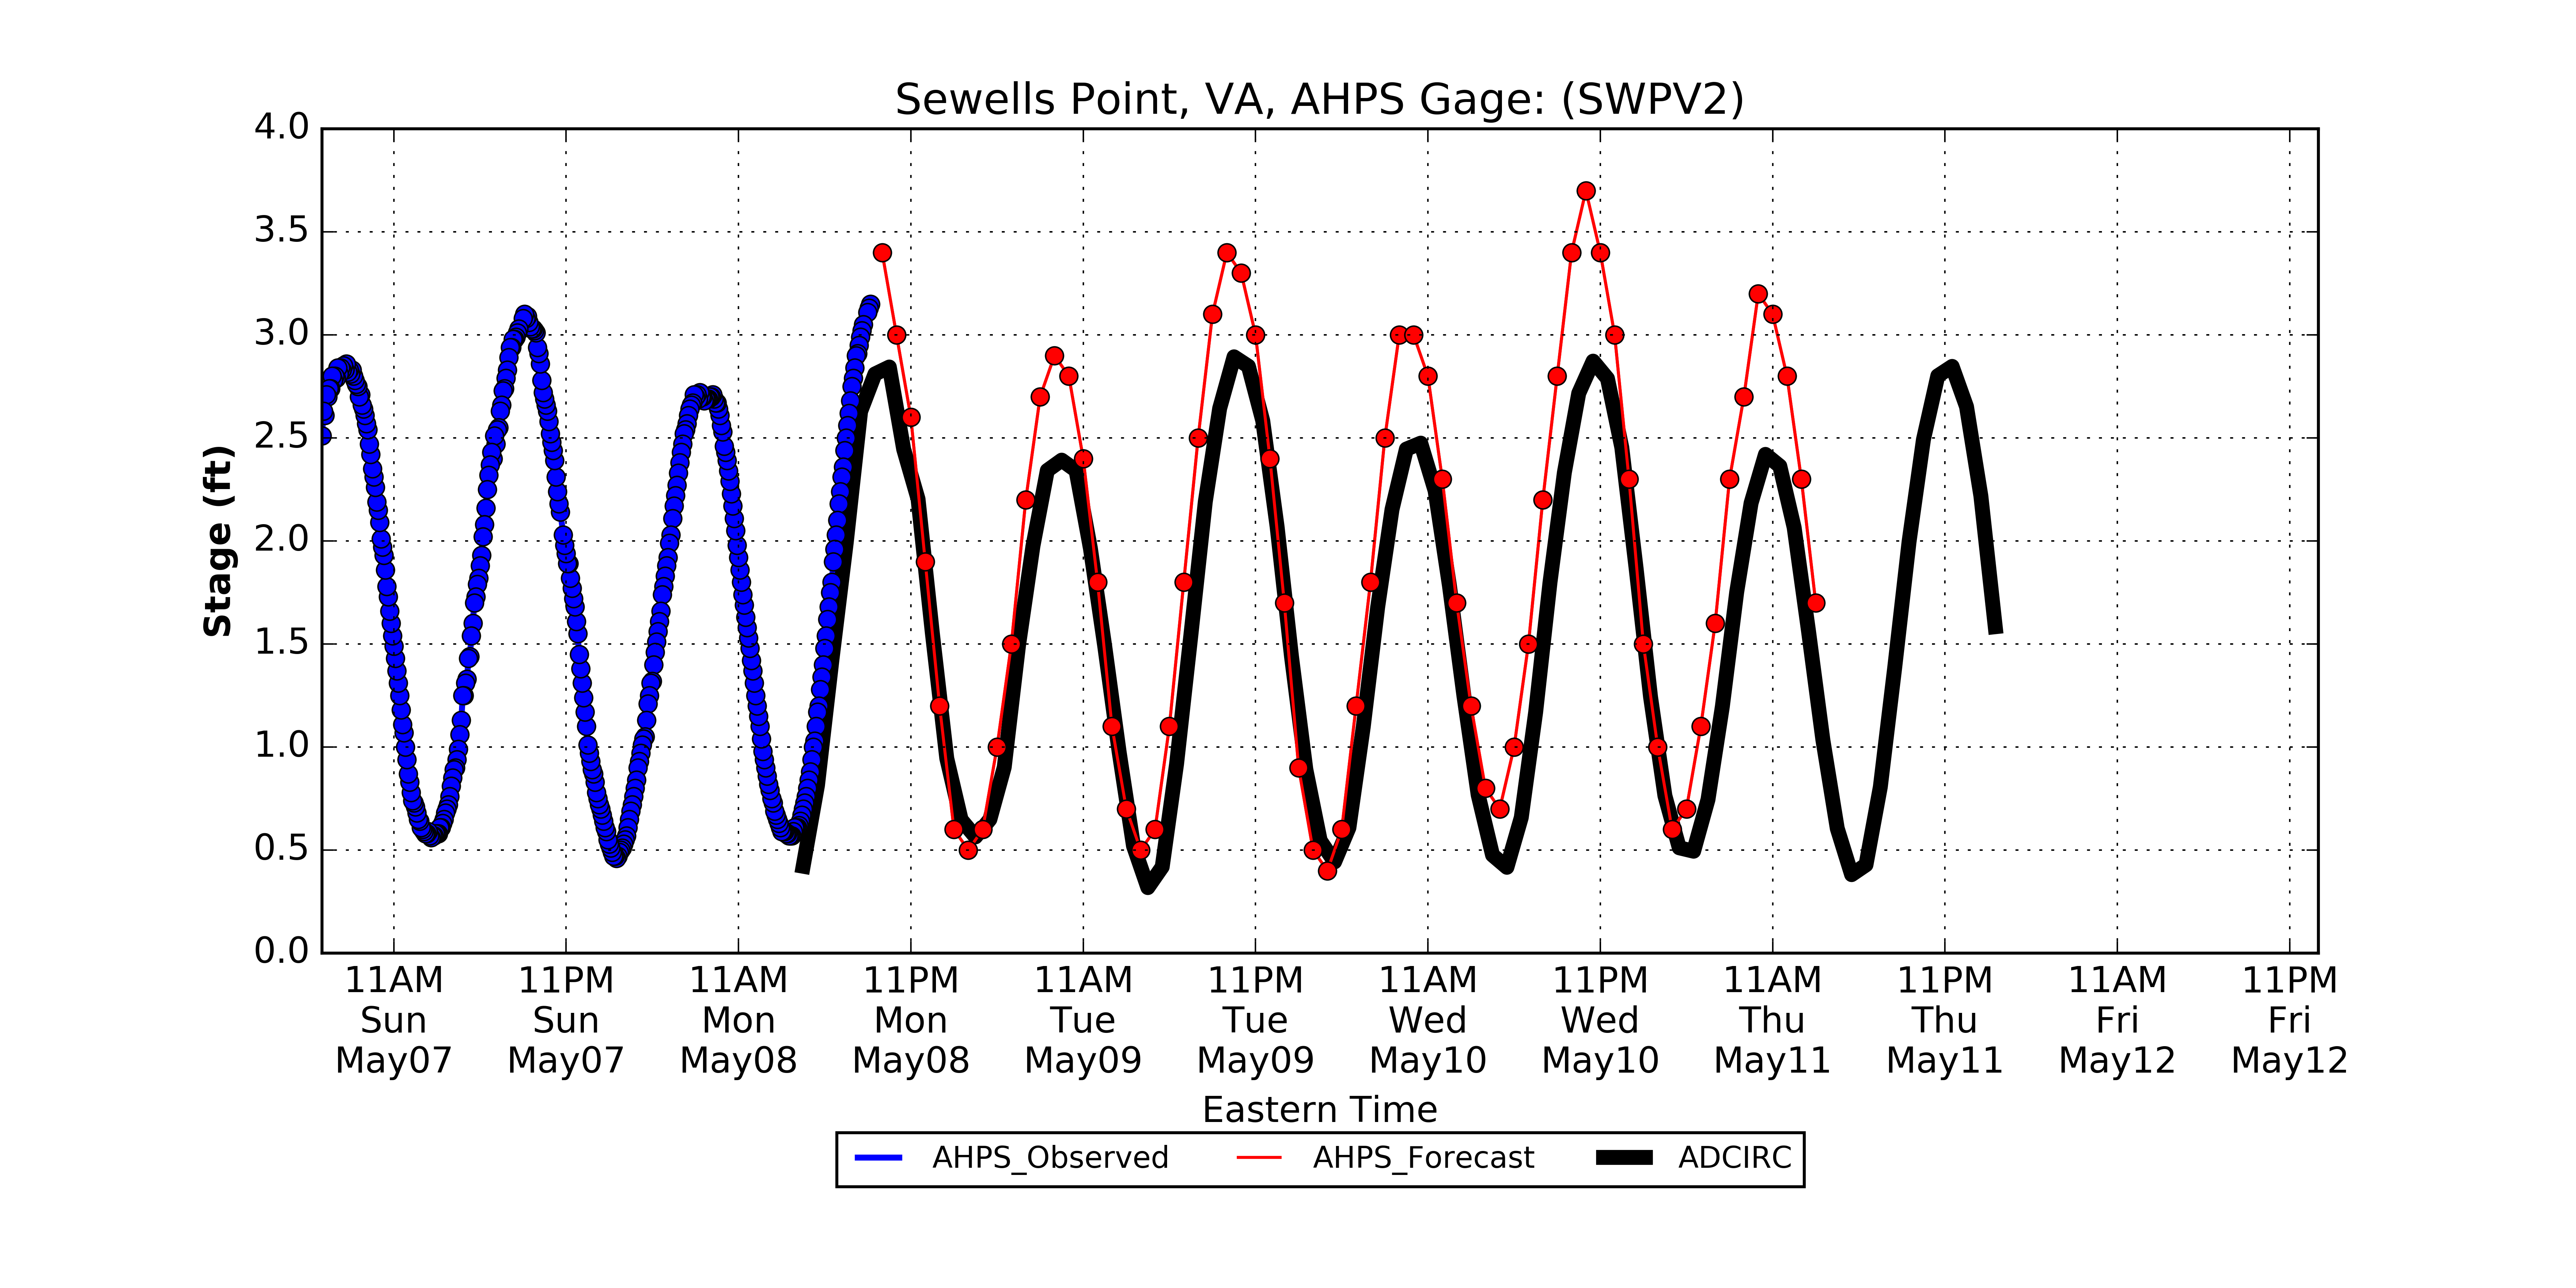 Sewells Point, VA, AHPS Gage: (SWPV2)
4.0
3.5
3.0
2.5
2.0
1.5
1.0
0.5
0.0
Stage (ft)
11AM 11PM 11AM 11PM 11AM 11PM 11AM 11PM 11AM 11PM 11AM 11PM
Sun Sun Mon Mon Tue Tue Wed Wed Thu Thu Fri Fri
May07 May07 May08 May08 May09 May09 May10 May10 May11 May11 May12 May12
Eastern Time
AHPS_Observed AHPS_Forecast ADCIRC